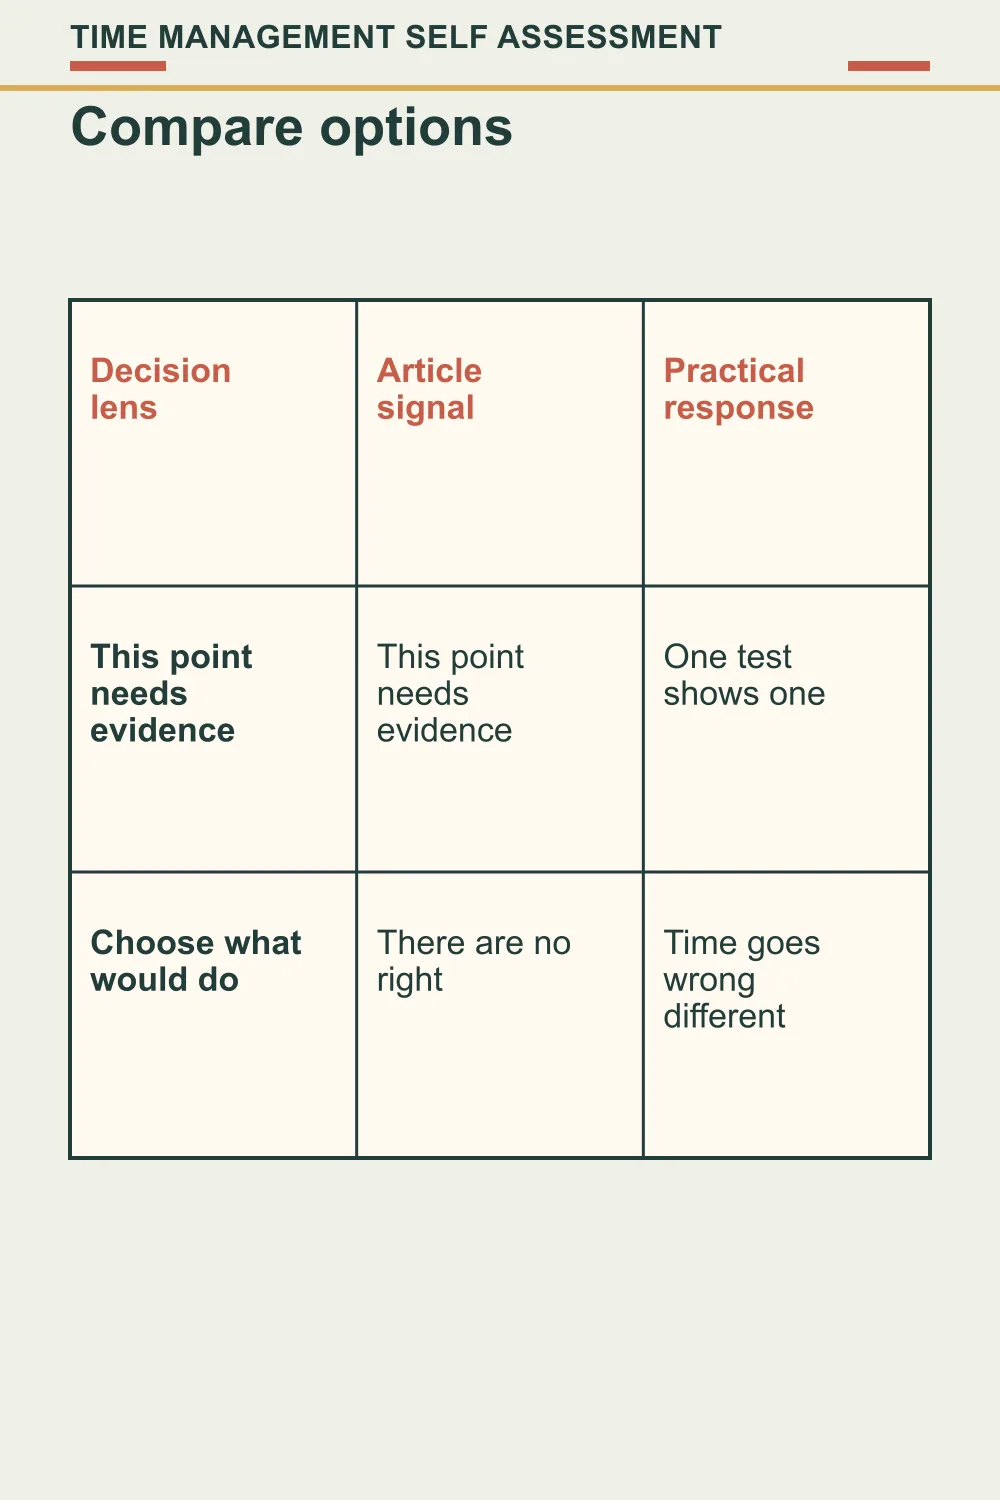 TIME MANAGEMENT SELF ASSESSMENT
Compare options
Decision
lens
Article
signal
Practical
response
This point
needs
evidence
This point
needs
evidence
One test
shows one
Choose what
would do
There are no
right
Time goes
wrong
different